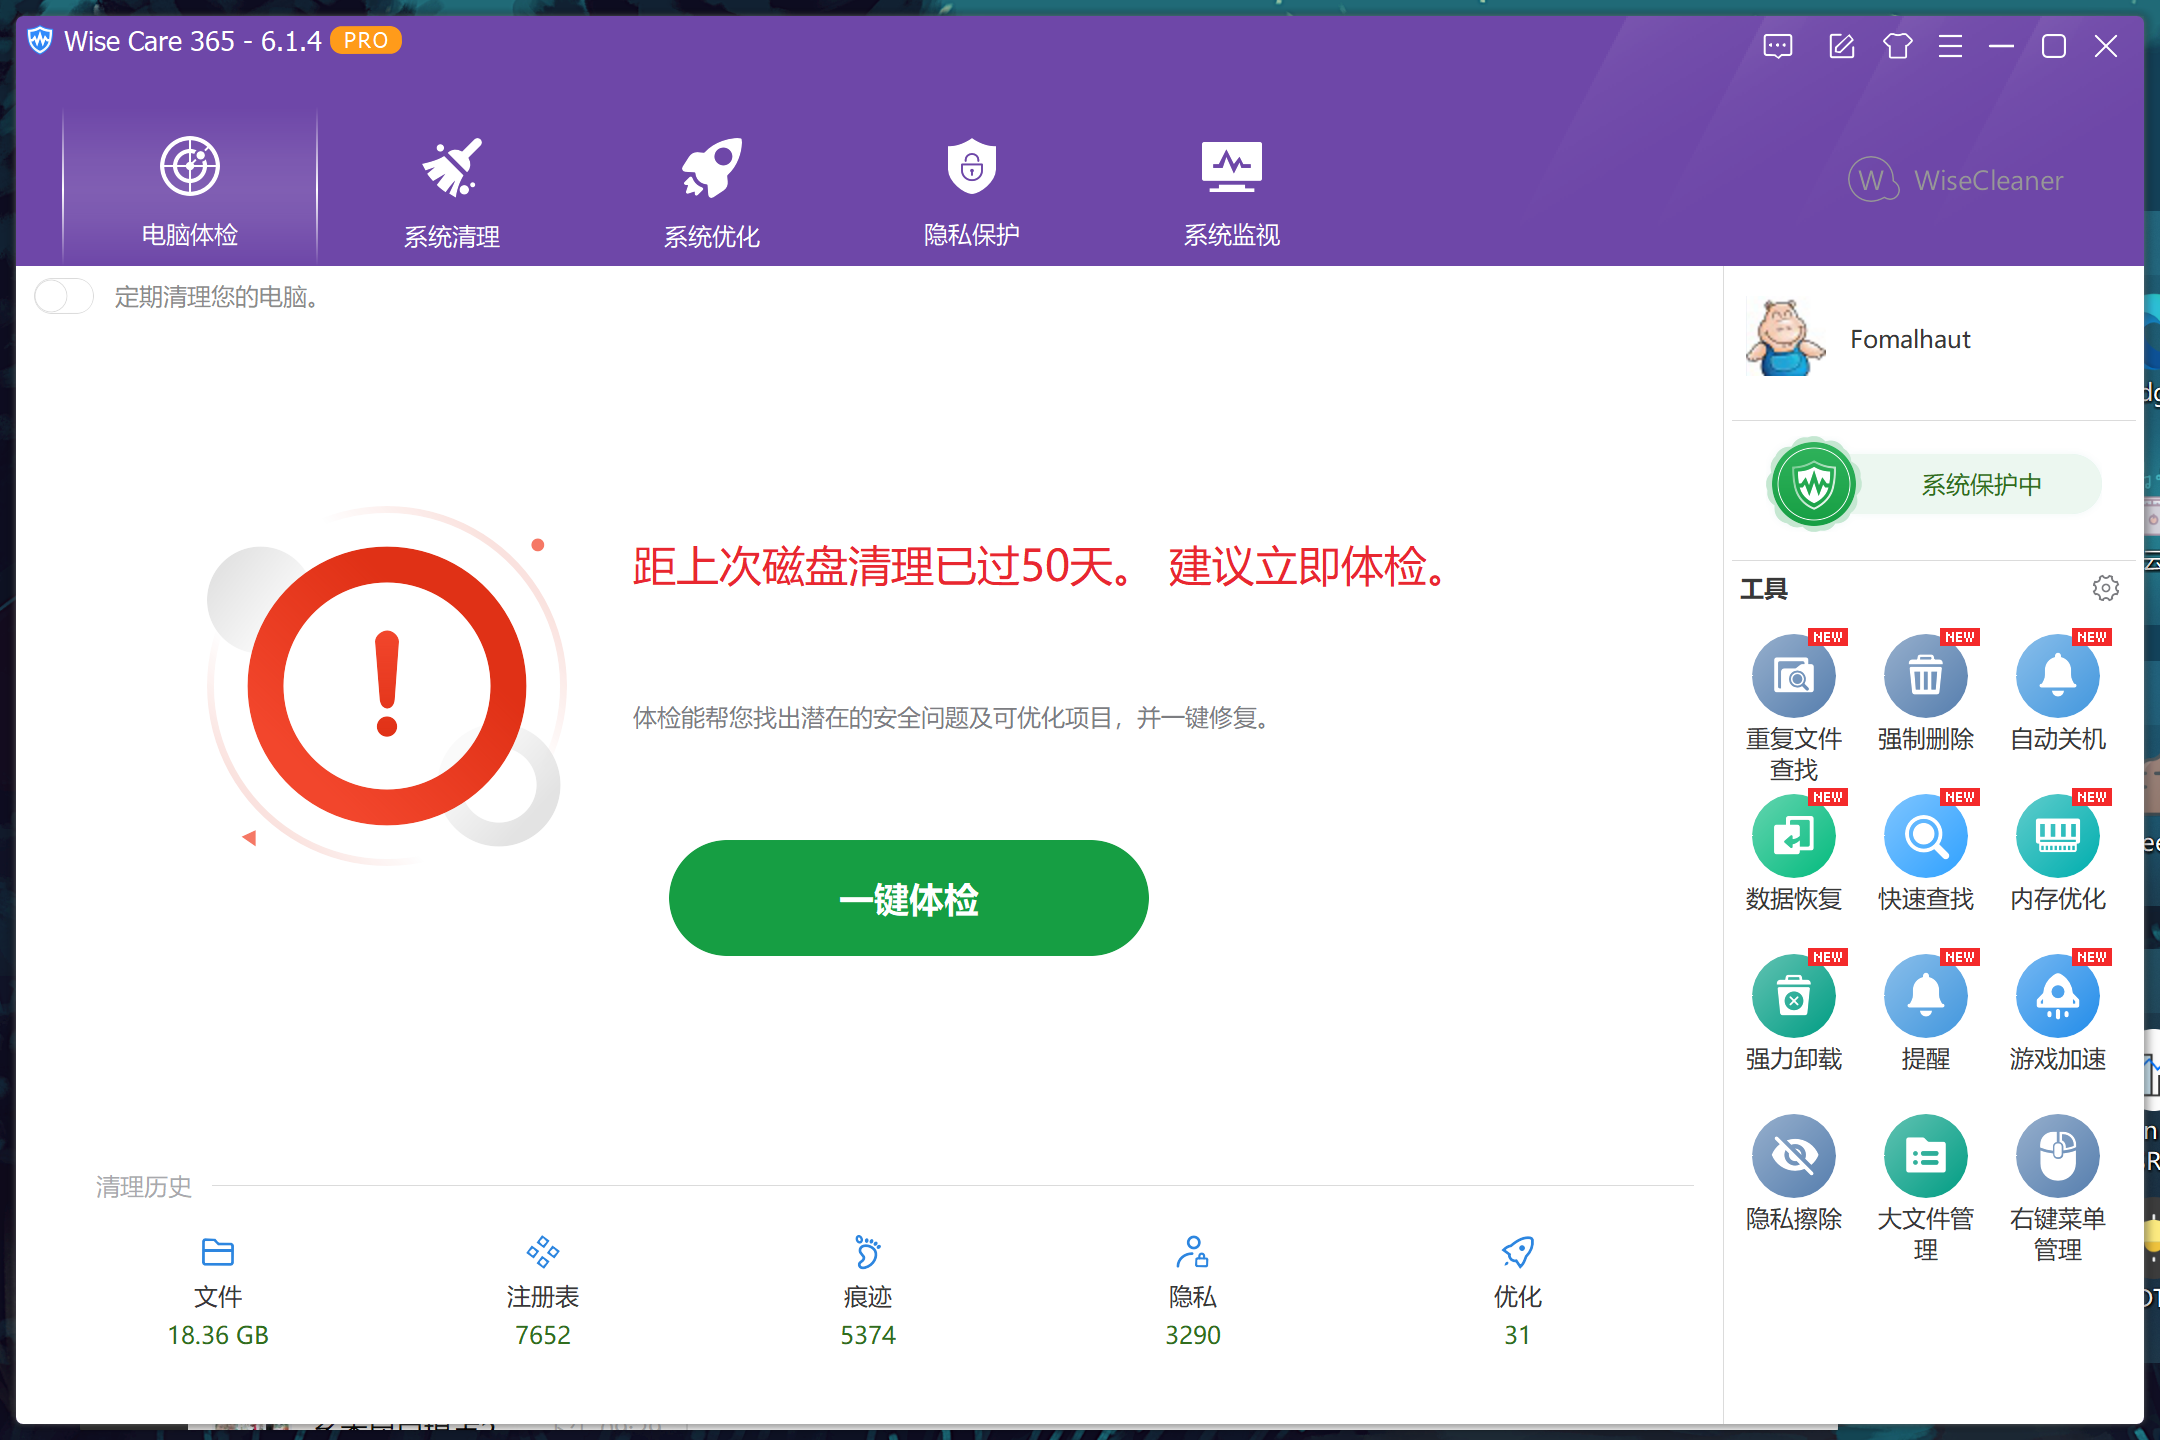 Wise Care 365 - 6.1.4 PRO
电脑体检
系统清理
系统优化
隐私保护
系统监视
WiseCleaner
定期清理您的电脑。
Fomalhaut
系统保护中
距上次磁盘清理已过50天。 建议立即体检。
体检能帮您找出潜在的安全问题及可优化项目，并一键修复。
一键体检
工具
NEW
NEW
NEW
重复文件
查找
强制删除
自动关机
NEW
NEW
NEW
数据恢复
快速查找
内存优化
NEW
NEW
NEW
强力卸载
提醒
游戏加速
隐私擦除
大文件管
理
右键菜单
管理
清理历史
文件
18.36 GB
注册表
7652
痕迹
5374
隐私
3290
优化
31